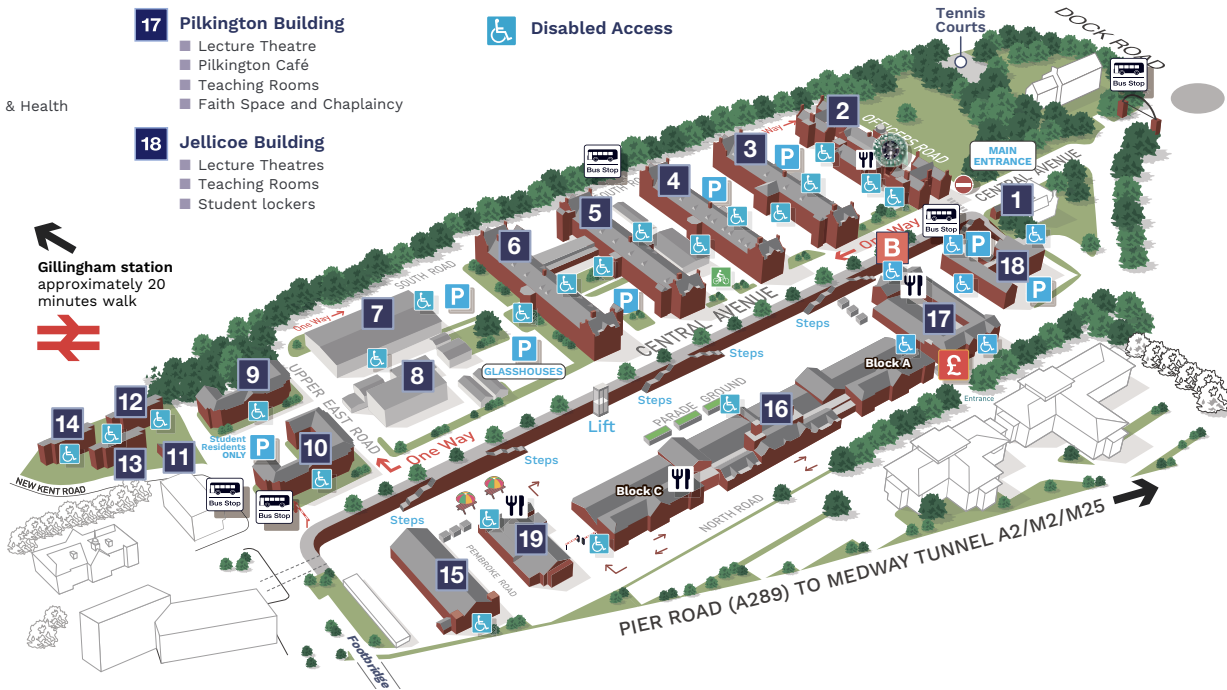 17 Pilkington Building
Lecture Theatre
Pilkington Café
Teaching Rooms
Faith Space and Chaplaincy
18 Jellicoe Building
Lecture Theatres
Teaching Rooms
Student lockers
Disabled Access
& Health
Gillingham station
approximately 20
minutes walk
Tennis
Courts
DOCK ROAD
Bus Stop
2
OFFICERS ROAD
One Way
3
P
MAIN
ENTRANCE
CENTRAL AVENUE
Bus Stop
SOUTH ROAD
4
P
1
Bus Stop
5
One Way
B
P
18
P
6
SOUTH ROAD
P
P
CENTRAL AVENUE
Steps
17
One Way
7
P
GLASSHOUSES
Steps
Block A
£
Entrance
8
9
UPPER EAST ROAD
Steps
Lift
PARADE GROUND
16
12
14
13
11
Student
Residents
ONLY
P
10
One Way
Steps
NEW KENT ROAD
Bus Stop
Bus Stop
Steps
Block C
NORTH ROAD
19
PEMBROKE ROAD
15
PIER ROAD (A289) TO MEDWAY TUNNEL A2/M2/M25
Footbridge